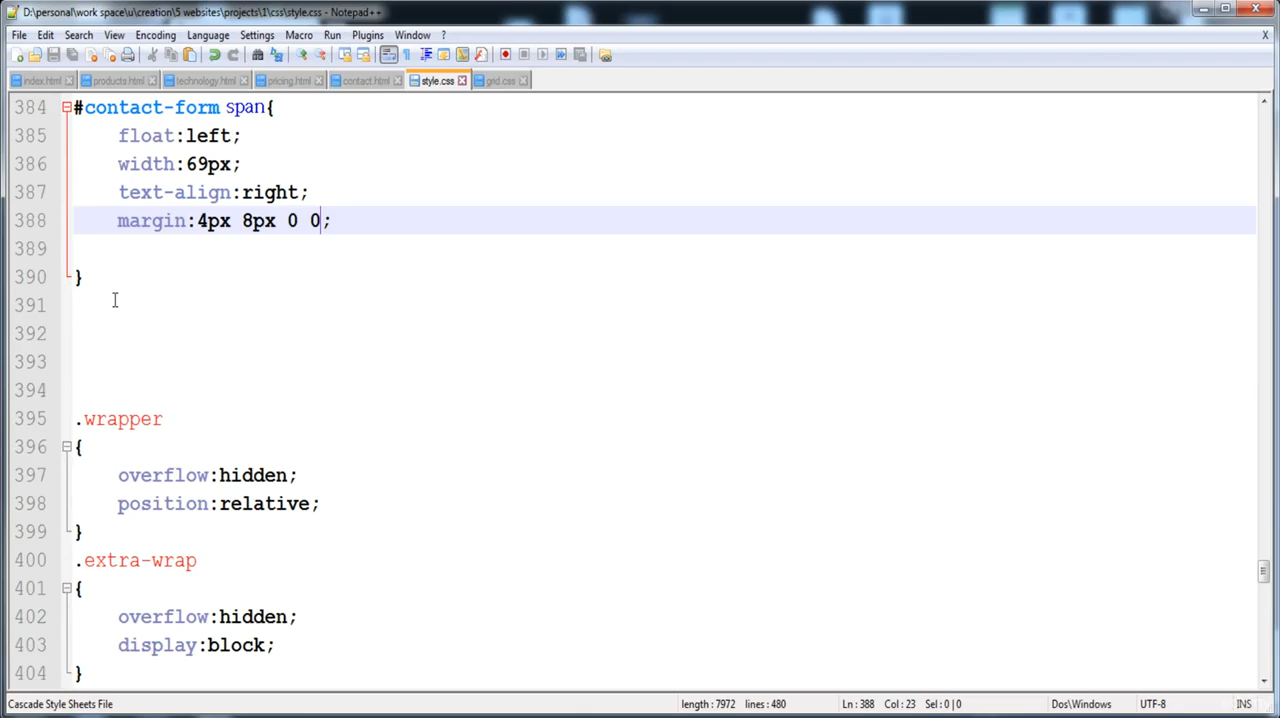 D:\personal\work space\u\creation\5 websites\projects\1\css\style.css - Notepad++
File Edit Search View Encoding Language Settings Macro Run Plugins Window ? X
index.html products.html technology.html pricing.html contact.html style.css grid.css
384 #contact-form span{
385 float:left;
386 width:69px;
387 text-align:right;
388 margin:4px 8px 0 0;
389
390 }
391
392
393
394
395 .wrapper
396 {
397 overflow:hidden;
398 position:relative;
399 }
400 .extra-wrap
401 {
402 overflow:hidden;
403 display:block;
404 }
Cascade Style Sheets File length : 7972 lines : 480 Ln : 388 Col : 23 Sel : 0 | 0 Dos\Windows UTF-8 INS